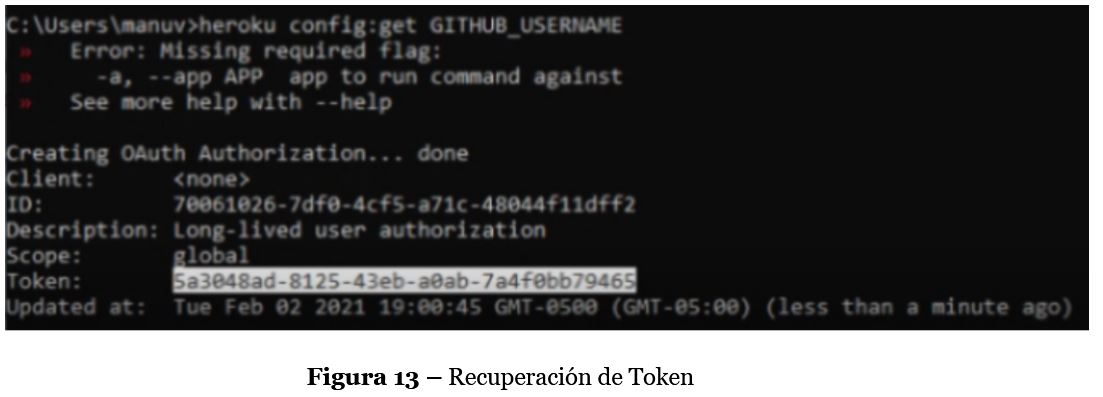 C:\Users\manuv>heroku config:get GITHUB_USERNAME
» Error: Missing required flag:
» -a, --app APP app to run command against
» See more help with --help
Creating OAuth Authorization... done
Client: <none>
ID: 70061026-7df0-4cf5-a71c-48044f11dff2
Description: Long-lived user authorization
Scope: global
Token: 5a3048ad-8125-43eb-a0ab-7a4f0bb79465
Updated at: Tue Feb 02 2021 19:00:45 GMT-0500 (GMT-05:00) (less than a minute ago)
Figura 13 – Recuperación de Token